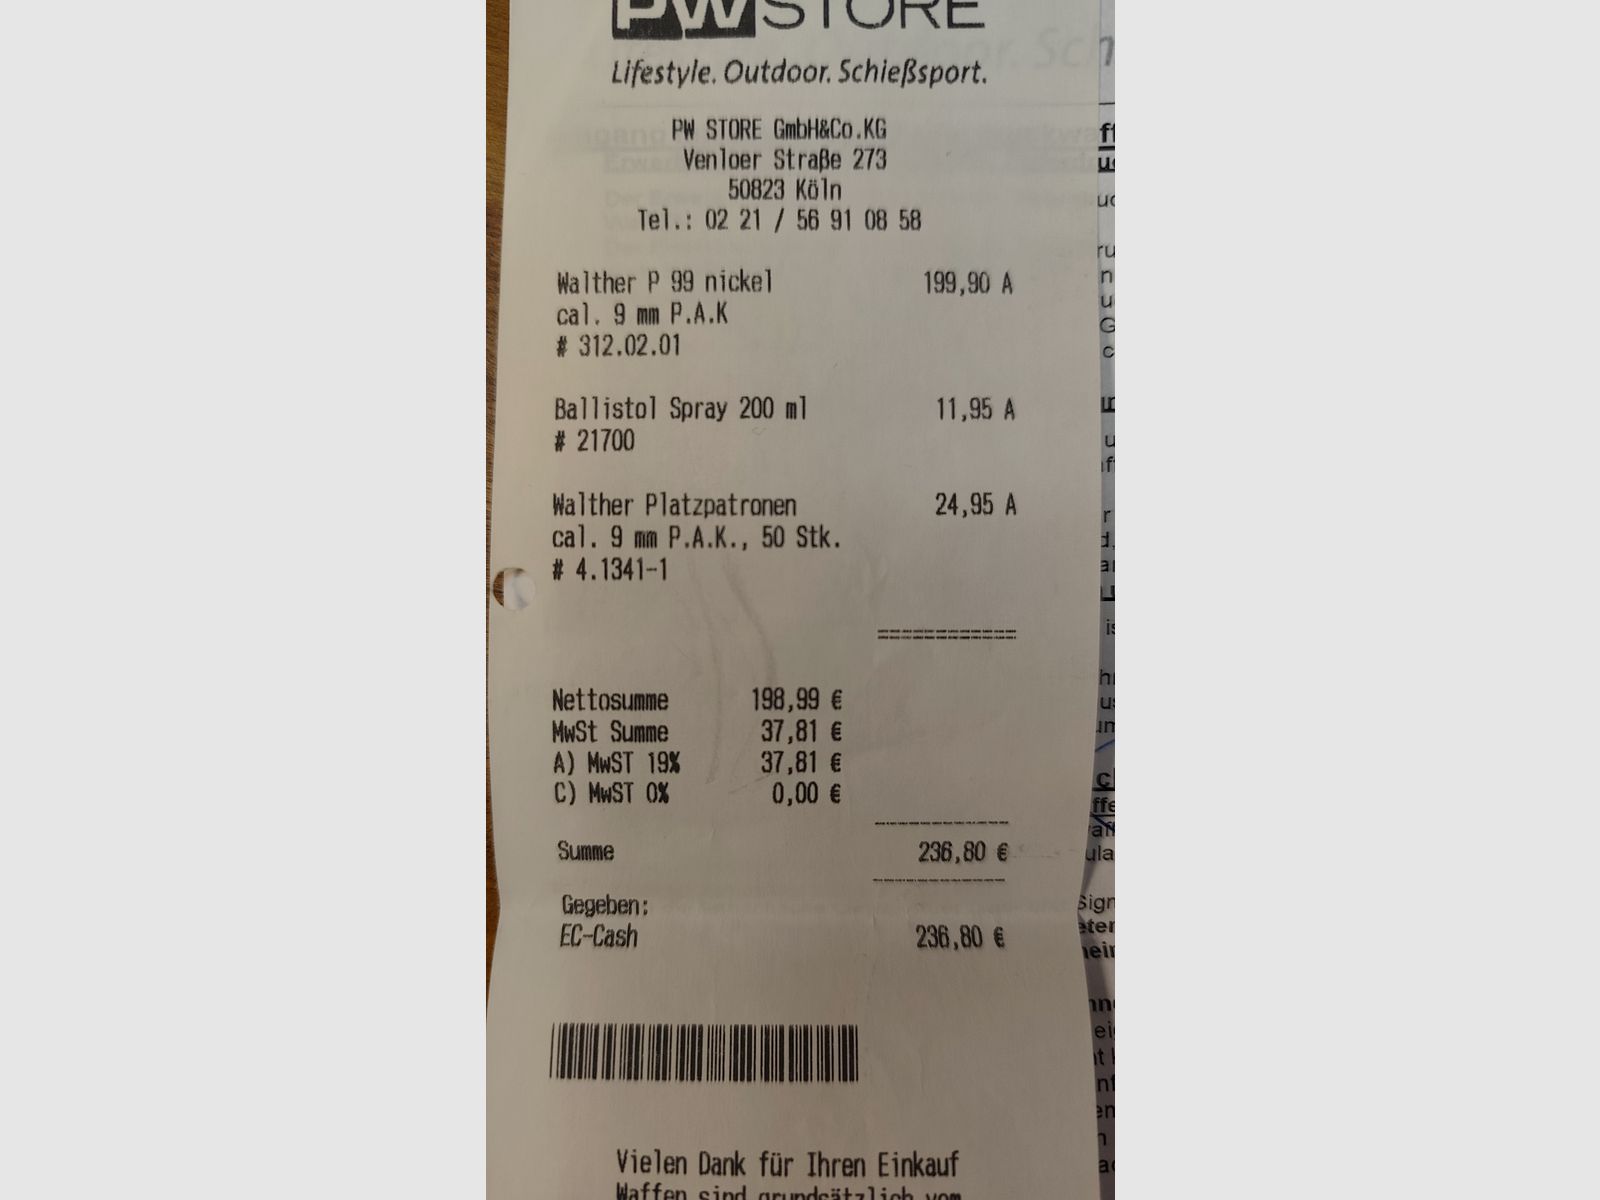 PW STORE
Lifestyle. Outdoor. Schießsport.
PW STORE GmbH&Co.KG
Venloer Straße 273
50823 Köln
Tel.: 02 21 / 56 91 08 58
Walther P 99 nickel 199,90 A
cal. 9 mm P.A.K
# 312.02.01
Ballistol Spray 200 ml 11,95 A
# 21700
Walther Platzpatronen 24,95 A
cal. 9 mm P.A.K., 50 Stk.
# 4.1341-1
Nettosumme 198,99 €
MwSt Summe 37,81 €
A) MwST 19% 37,81 €
C) MwST 0% 0,00 €
Summe 236,80 €
Gegeben:
EC-Cash 236,80 €
Vielen Dank für Ihren Einkauf
Waffen sind grundsätzlich vom